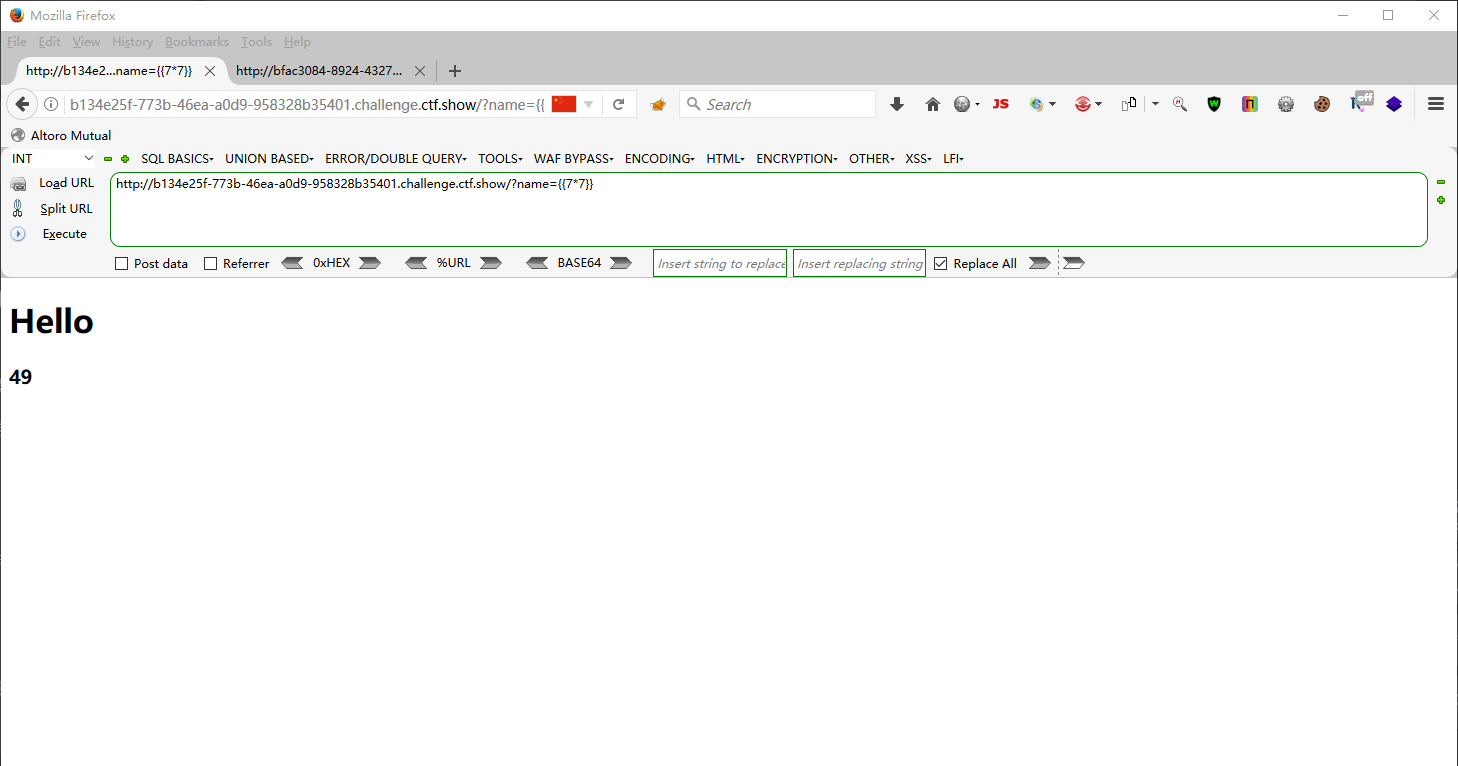 Mozilla Firefox
File Edit View History Bookmarks Tools Help
http://b134e2...name={{7*7}} http://bfac3084-8924-4327...
b134e25f-773b-46ea-a0d9-958328b35401.challenge.ctf.show/?name={{ Search JS off
Altoro Mutual
INT SQL BASICS UNION BASED ERROR/DOUBLE QUERY TOOLS WAF BYPASS ENCODING HTML ENCRYPTION OTHER XSS LFI
Load URL http://b134e25f-773b-46ea-a0d9-958328b35401.challenge.ctf.show/?name={{7*7}}
Split URL
Execute
Post data Referrer 0xHEX %URL BASE64 Insert string to replace Insert replacing string Replace All
Hello
49